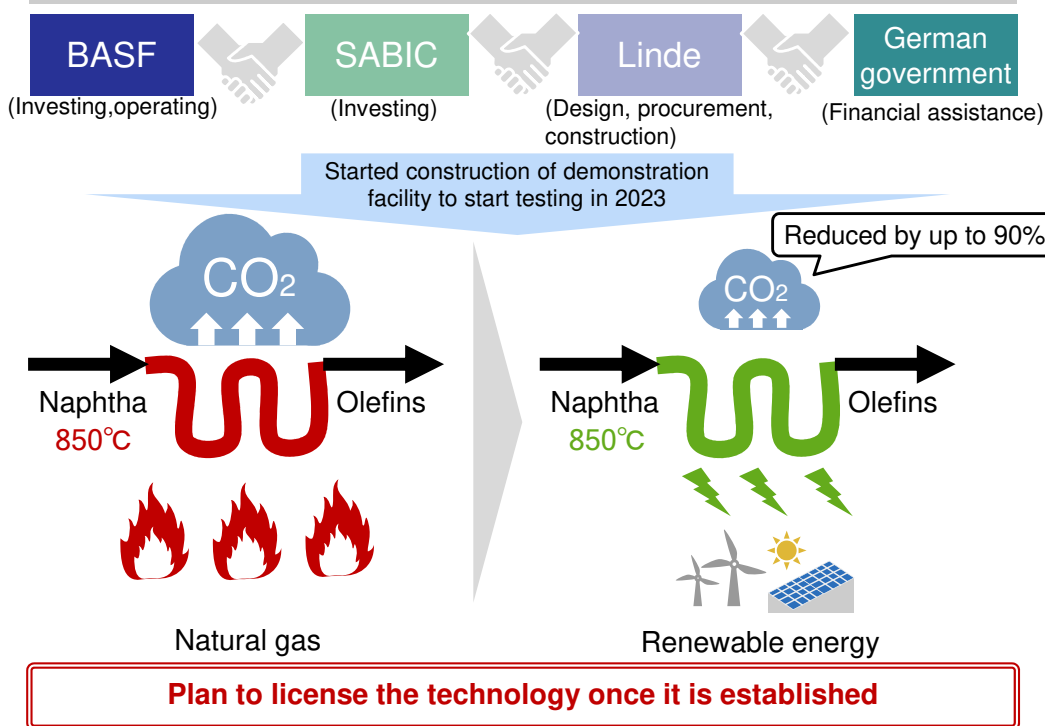 BASF
SABIC
Linde
German
government
(Investing,operating)
(Investing)
(Design, procurement,
construction)
(Financial assistance)
Started construction of demonstration
facility to start testing in 2023
Reduced by up to 90%
CO₂
CO₂
Naphtha
850℃
Olefins
Naphtha
850℃
Olefins
Natural gas
Renewable energy
Plan to license the technology once it is established